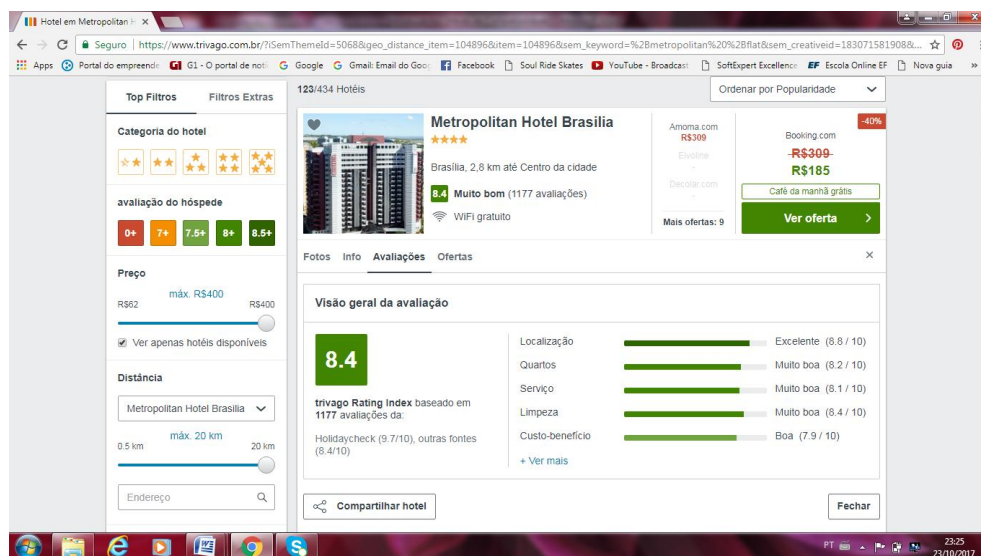 Hotel em Metropolitan H
Seguro | https://www.trivago.com.br/?iSemThemeId=5068&geo_distance_item=104896&item=104896&sem_keyword=%2Bmetropolitan%20%2Bflat&sem_creativeid=183071581908&...
Apps Portal do empreende G1 - O portal de noti Google Gmail: Email do Goog Facebook Soul Ride Skates YouTube - Broadcast SoftExpert Excellence EF Escola Online EF Nova guia »
Top Filtros Filtros Extras
123/434 Hotéis
Ordenar por Popularidade
Categoria do hotel
avaliação do hóspede
0+ 7+ 7.5+ 8+ 8.5+
Preço
máx. R$400
R$62 R$400
Ver apenas hotéis disponíveis
Distância
Metropolitan Hotel Brasilia
máx. 20 km
0.5 km 20 km
Endereço
Metropolitan Hotel Brasilia
Brasília, 2,8 km até Centro da cidade
8.4 Muito bom (1177 avaliações)
WiFi gratuito
Amoma.com
R$309
Elvoline
-
Decolar.com
-
Mais ofertas: 9
-40%
Booking.com
R$309
R$185
Café da manhã grátis
Ver oferta
Fotos Info Avaliações Ofertas
Visão geral da avaliação
8.4
trivago Rating Index baseado em
1177 avaliações da:
Holidaycheck (9.7/10), outras fontes
(8.4/10)
Localização Excelente (8.8 / 10)
Quartos Muito boa (8.2 / 10)
Serviço Muito boa (8.1 / 10)
Limpeza Muito boa (8.4 / 10)
Custo-benefício Boa (7.9 / 10)
+ Ver mais
Compartilhar hotel
Fechar
PT
23:25
23/10/2017